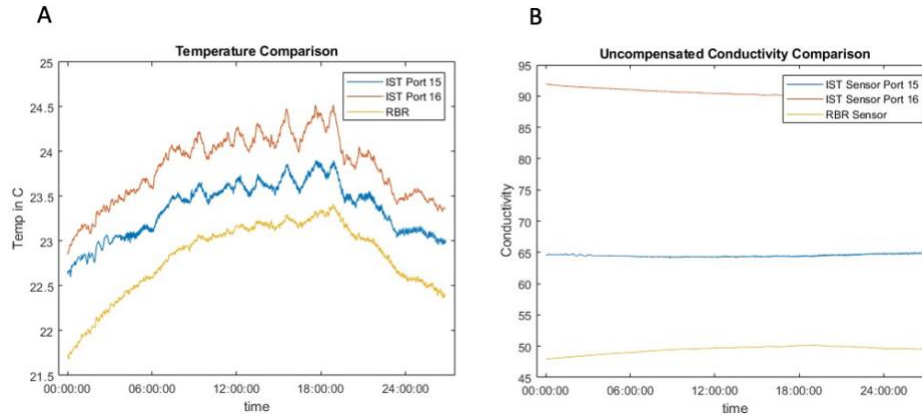 A
Temperature Comparison
25
24.5
24
23.5
23
22.5
22
21.5
Temp in C
IST Port 15
IST Port 16
RBR
00:00:00
06:00:00
12:00:00
18:00:00
24:00:00
time
B
Uncompensated Conductivity Comparison
95
90
85
80
75
70
65
60
55
50
45
Conductivity
IST Sensor Port 15
IST Sensor Port 16
RBR Sensor
00:00:00
06:00:00
12:00:00
18:00:00
24:00:00
time